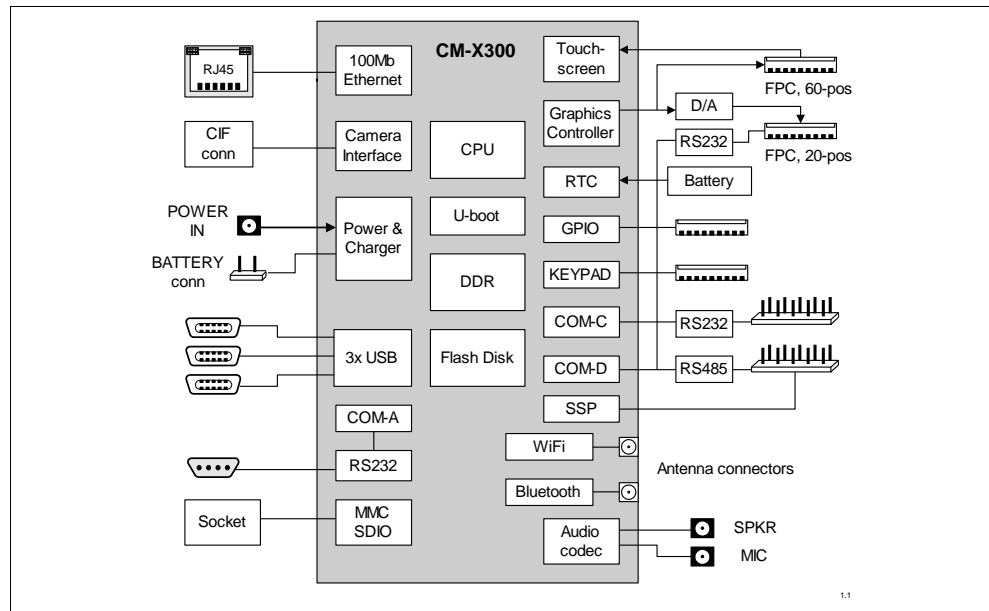 CM-X300
RJ45
100Mb
Ethernet
CIF
conn
Camera
Interface
POWER
IN
Power &
Charger
BATTERY
conn
3x USB
COM-A
RS232
Socket
MMC
SDIO
CPU
U-boot
DDR
Flash Disk
Touch-
screen
Graphics
Controller
RTC
GPIO
KEYPAD
COM-C
COM-D
SSP
WiFi
Bluetooth
Audio
codec
FPC, 60-pos
D/A
RS232
FPC, 20-pos
Battery
RS232
RS485
Antenna connectors
SPKR
MIC
1.1